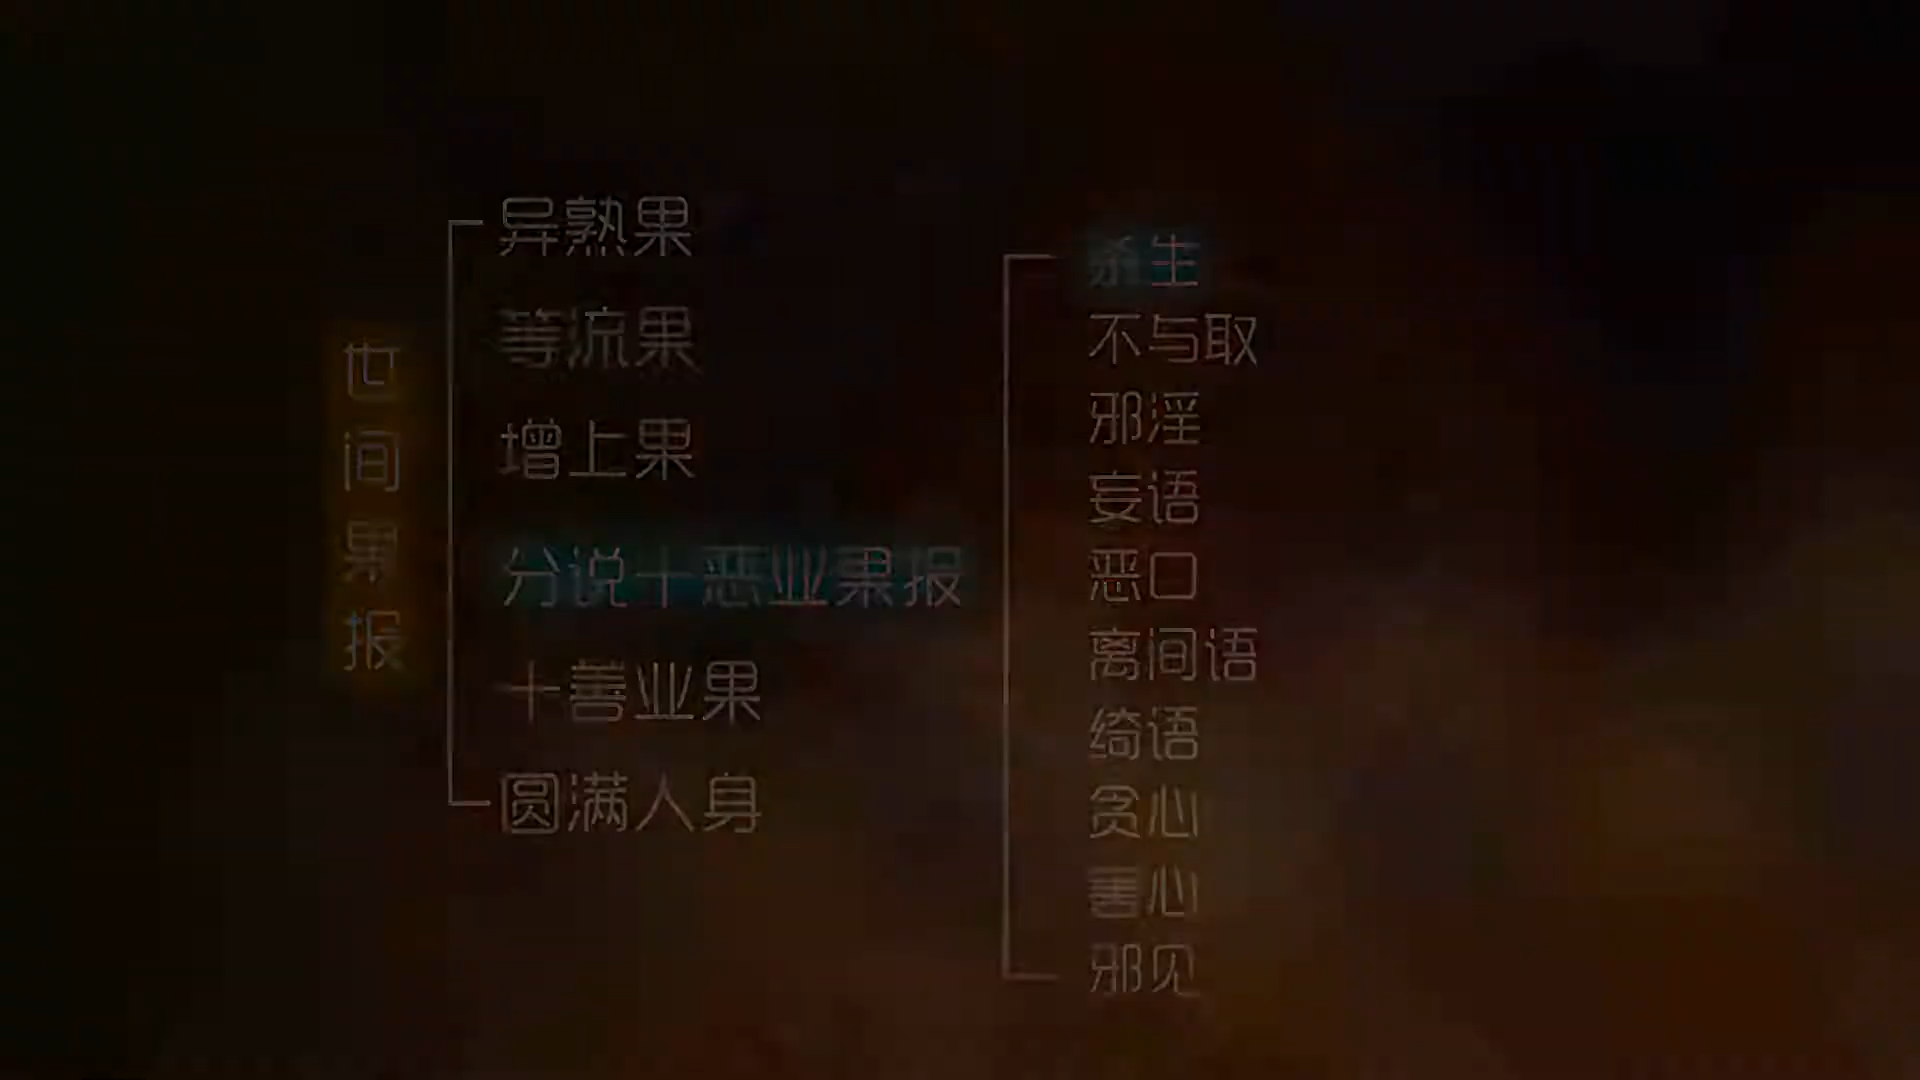 世间果报
异熟果
等流果
增上果
分说十恶业果报
十善业果
圆满人身
杀生
不与取
邪淫
妄语
恶口
离间语
绮语
贪心
害心
邪见